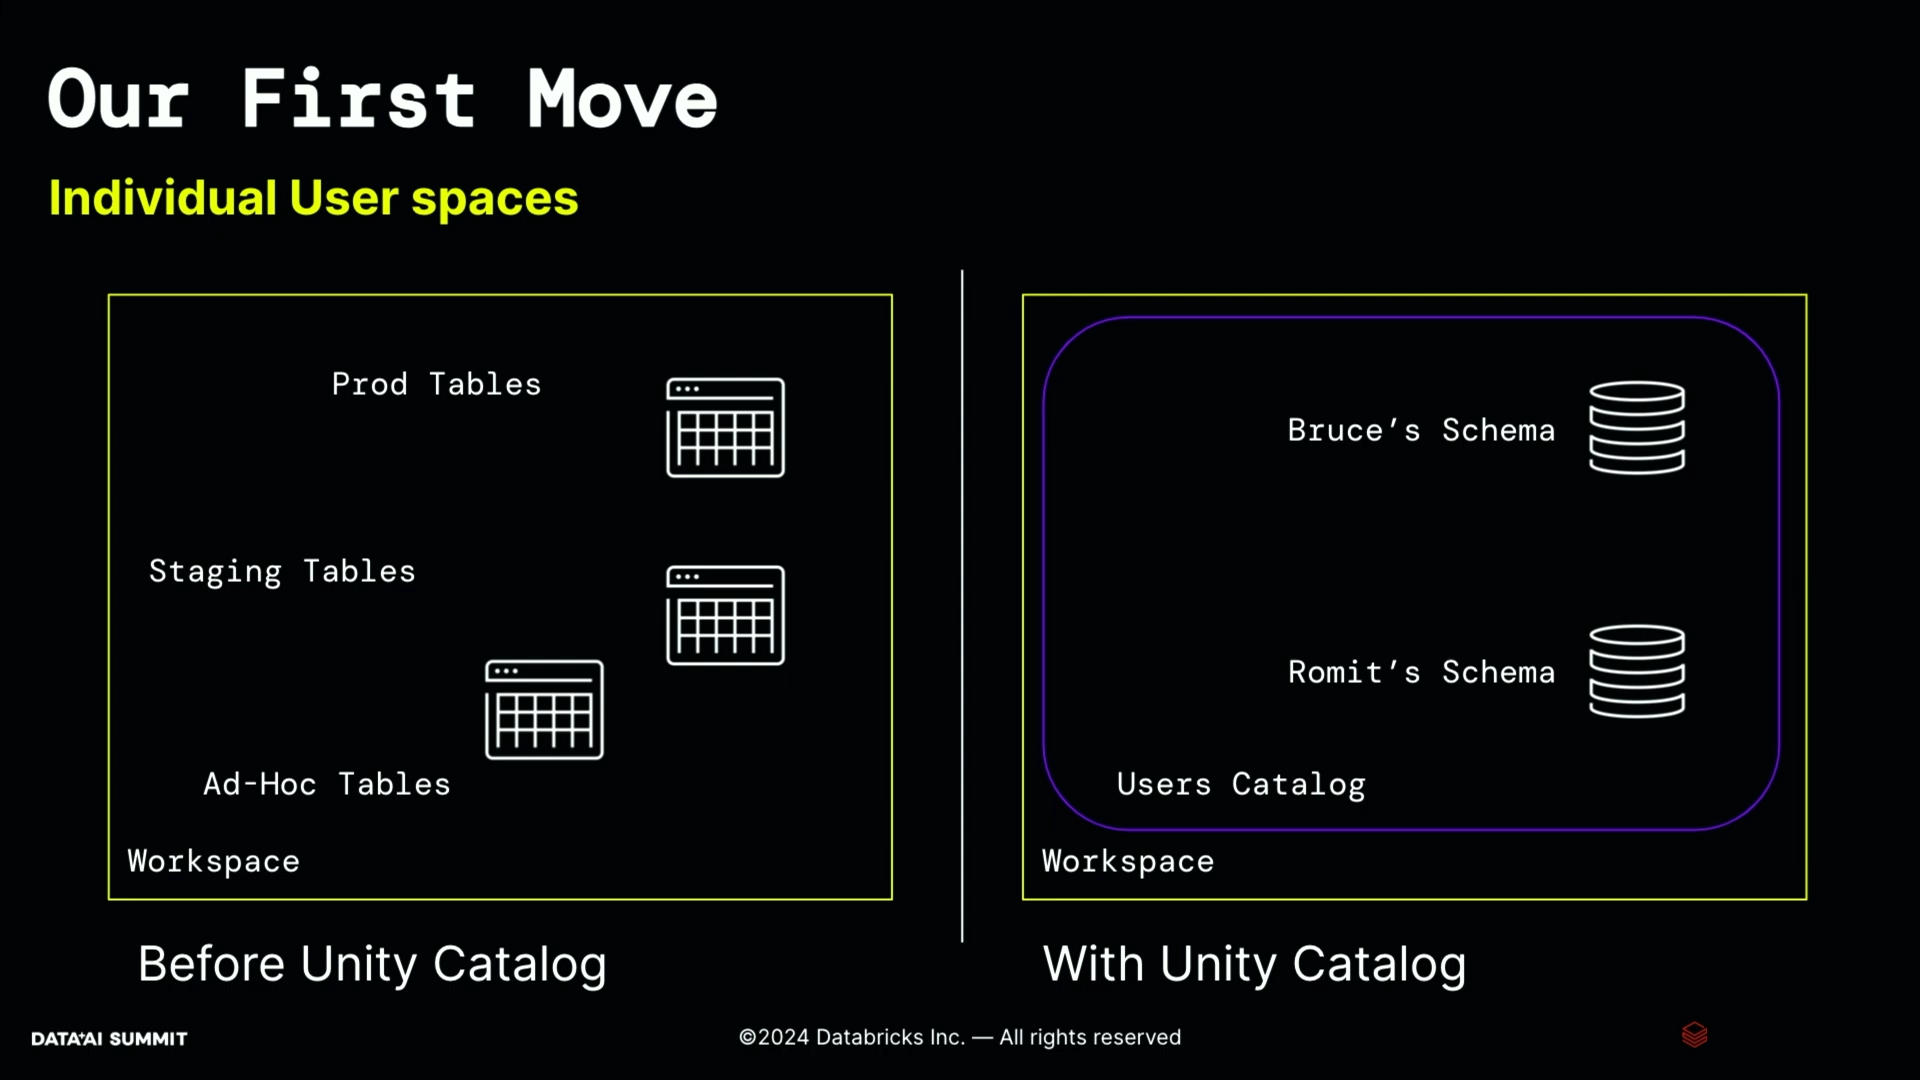 Our First Move
Individual User spaces
Prod Tables
Staging Tables
Ad-Hoc Tables
Workspace
Before Unity Catalog
Bruce’s Schema
Romit’s Schema
Users Catalog
Workspace
With Unity Catalog
DATA+AI SUMMIT
©2024 Databricks Inc. — All rights reserved